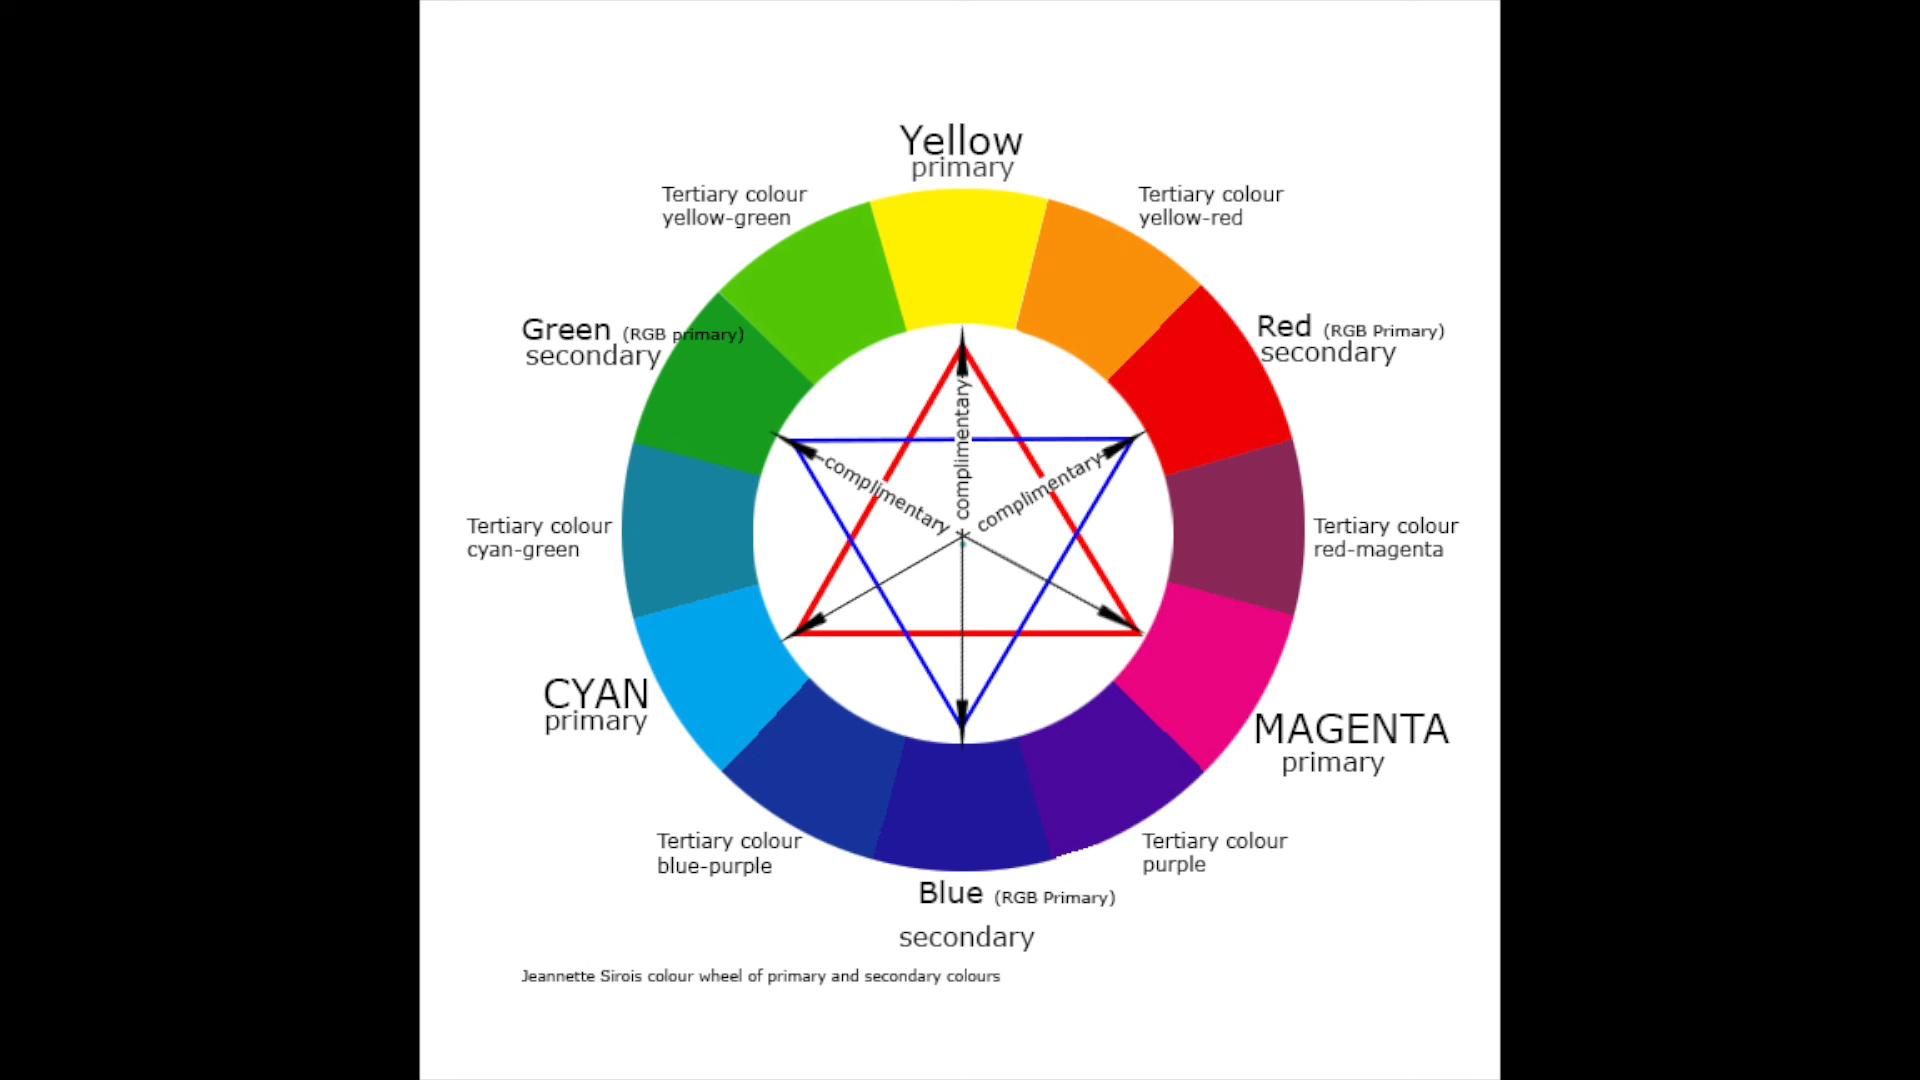 Yellow
primary
Tertiary colour
yellow-green
Tertiary colour
yellow-red
Green (RGB primary)
secondary
Red (RGB Primary)
secondary
complimentary
complimentary
complimentary
Tertiary colour
cyan-green
Tertiary colour
red-magenta
CYAN
primary
MAGENTA
primary
Tertiary colour
blue-purple
Tertiary colour
purple
Blue (RGB Primary)
secondary
Jeannette Sirois colour wheel of primary and secondary colours